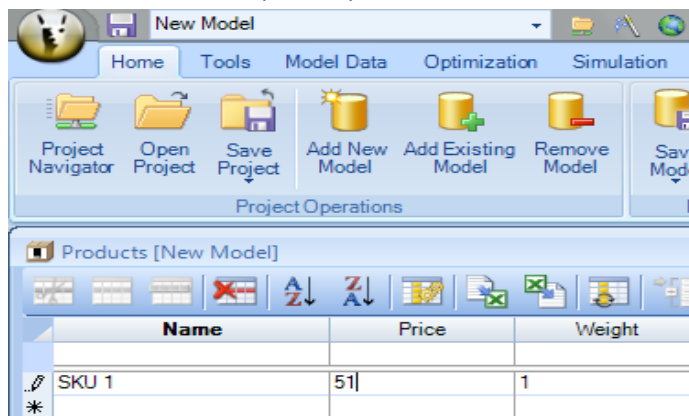 New Model
Home Tools Model Data Optimization Simulation
Project Navigator
Open Project
Save Project
Add New Model
Add Existing Model
Remove Model
Project Operations
Products [New Model]
Name Price Weight
SKU 1 51 1